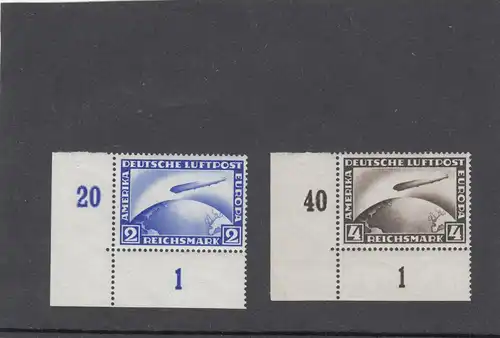 DEUTSCHE LUFTPOST
AMERIKA
EUROPA
2 REICHSMARK 2
20
1
DEUTSCHE LUFTPOST
AMERIKA
EUROPA
4 REICHSMARK 4
40
1